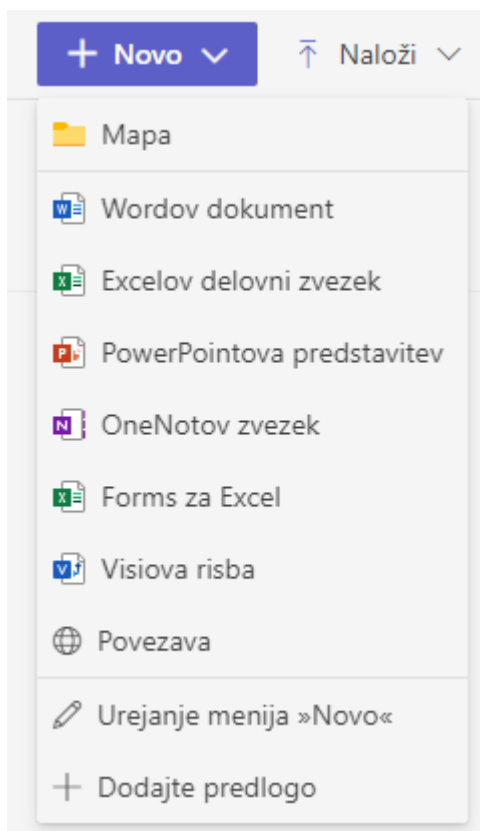 Novo
Naloži
Mapa
Wordov dokument
Excelov delovni zvezek
PowerPointova predstavitev
OneNotov zvezek
Forms za Excel
Visiova risba
Povezava
Urejanje menija »Novo«
Dodajte predlogo